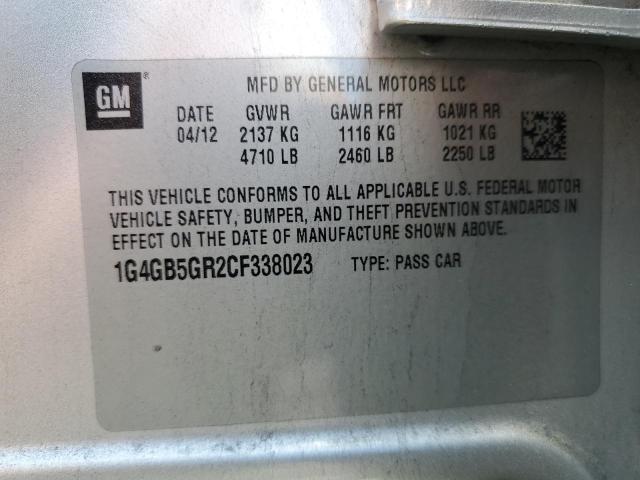 GM®
MFD BY GENERAL MOTORS LLC
DATE GVWR GAWR FRT GAWR RR
04/12 2137 KG 1116 KG 1021 KG
4710 LB 2460 LB 2250 LB
THIS VEHICLE CONFORMS TO ALL APPLICABLE U.S. FEDERAL MOTOR
VEHICLE SAFETY, BUMPER, AND THEFT PREVENTION STANDARDS IN
EFFECT ON THE DATE OF MANUFACTURE SHOWN ABOVE.
1G4GB5GR2CF338023 TYPE: PASS CAR